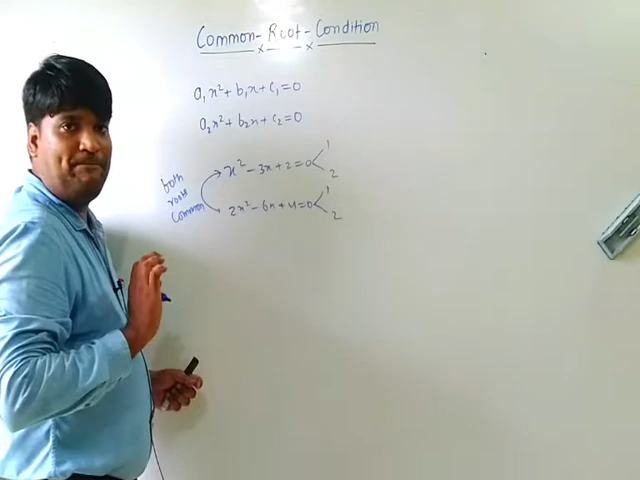 Common-Root-Condition
a₁x²+b₁x+c₁=0
a₂x²+b₂x+c₂=0
both roots common
x²-3x+2=0 1 2
2x²-6x+4=0 1 2